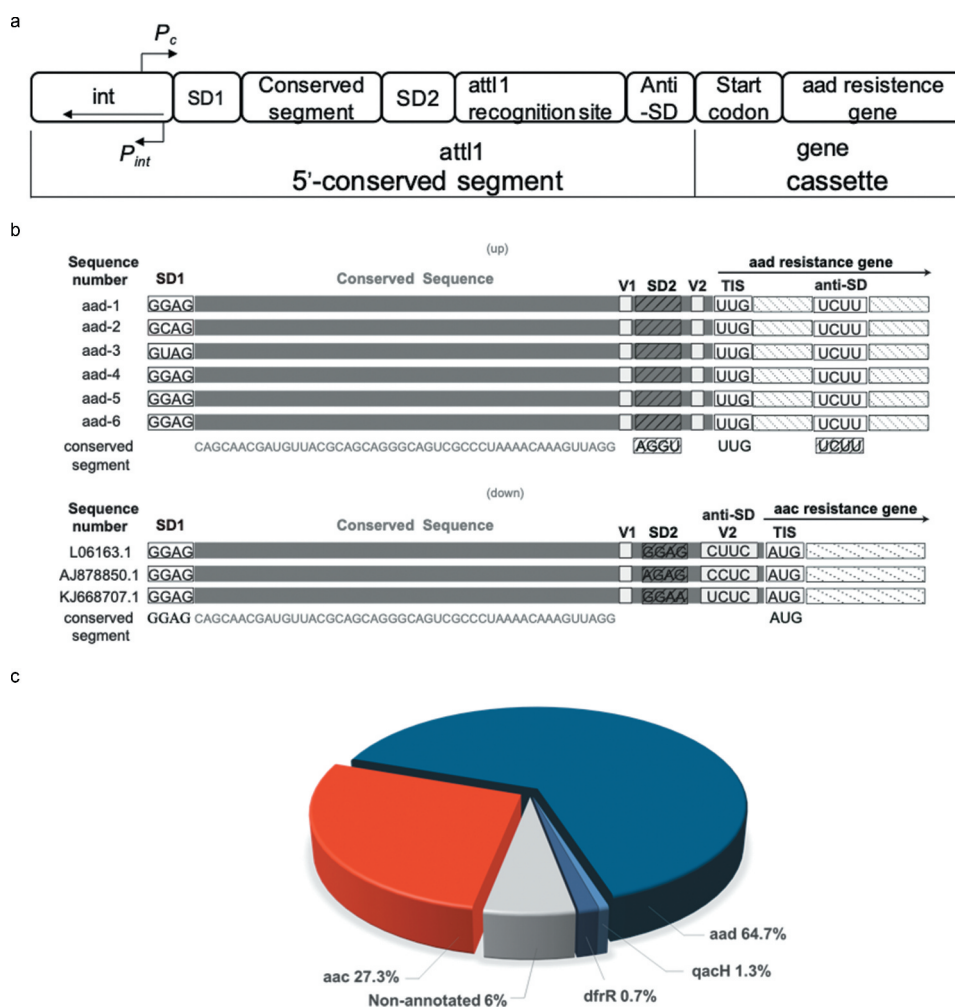 a
P_c
int
SD1
Conserved
segment
SD2
attI1
recognition site
Anti
-SD
Start
codon
aad resistence
gene
P_int
attI1
5'-conserved segment
gene
cassette
b
(up)
Sequence
number
SD1
Conserved Sequence
V1
SD2
V2
aad resistance gene
TIS
anti-SD
aad-1 GGAG UUG UCUU
aad-2 GCAG UUG UCUU
aad-3 GUAG UUG UCUU
aad-4 GGAG UUG UCUU
aad-5 GGAG UUG UCUU
aad-6 GGAG UUG UCUU
conserved
segment
CAGCAACGAUGUUACGCAGCAGGGCAGUCGCCCUAAAACAAAGUUAGG AGGU UUG UCUU
(down)
Sequence
number
SD1
Conserved Sequence
V1
SD2
anti-SD
V2
aac resistance gene
TIS
L06163.1 GGAG GGAG CUUC AUG
AJ878850.1 GGAG AGAG CCUC AUG
KJ668707.1 GGAG GGAA UCUC AUG
conserved
segment
GGAG CAGCAACGAUGUUACGCAGCAGGGCAGUCGCCCUAAAACAAAGUUAGG AUG
c
aad 64.7%
qacH 1.3%
dfrR 0.7%
Non-annotated 6%
aac 27.3%